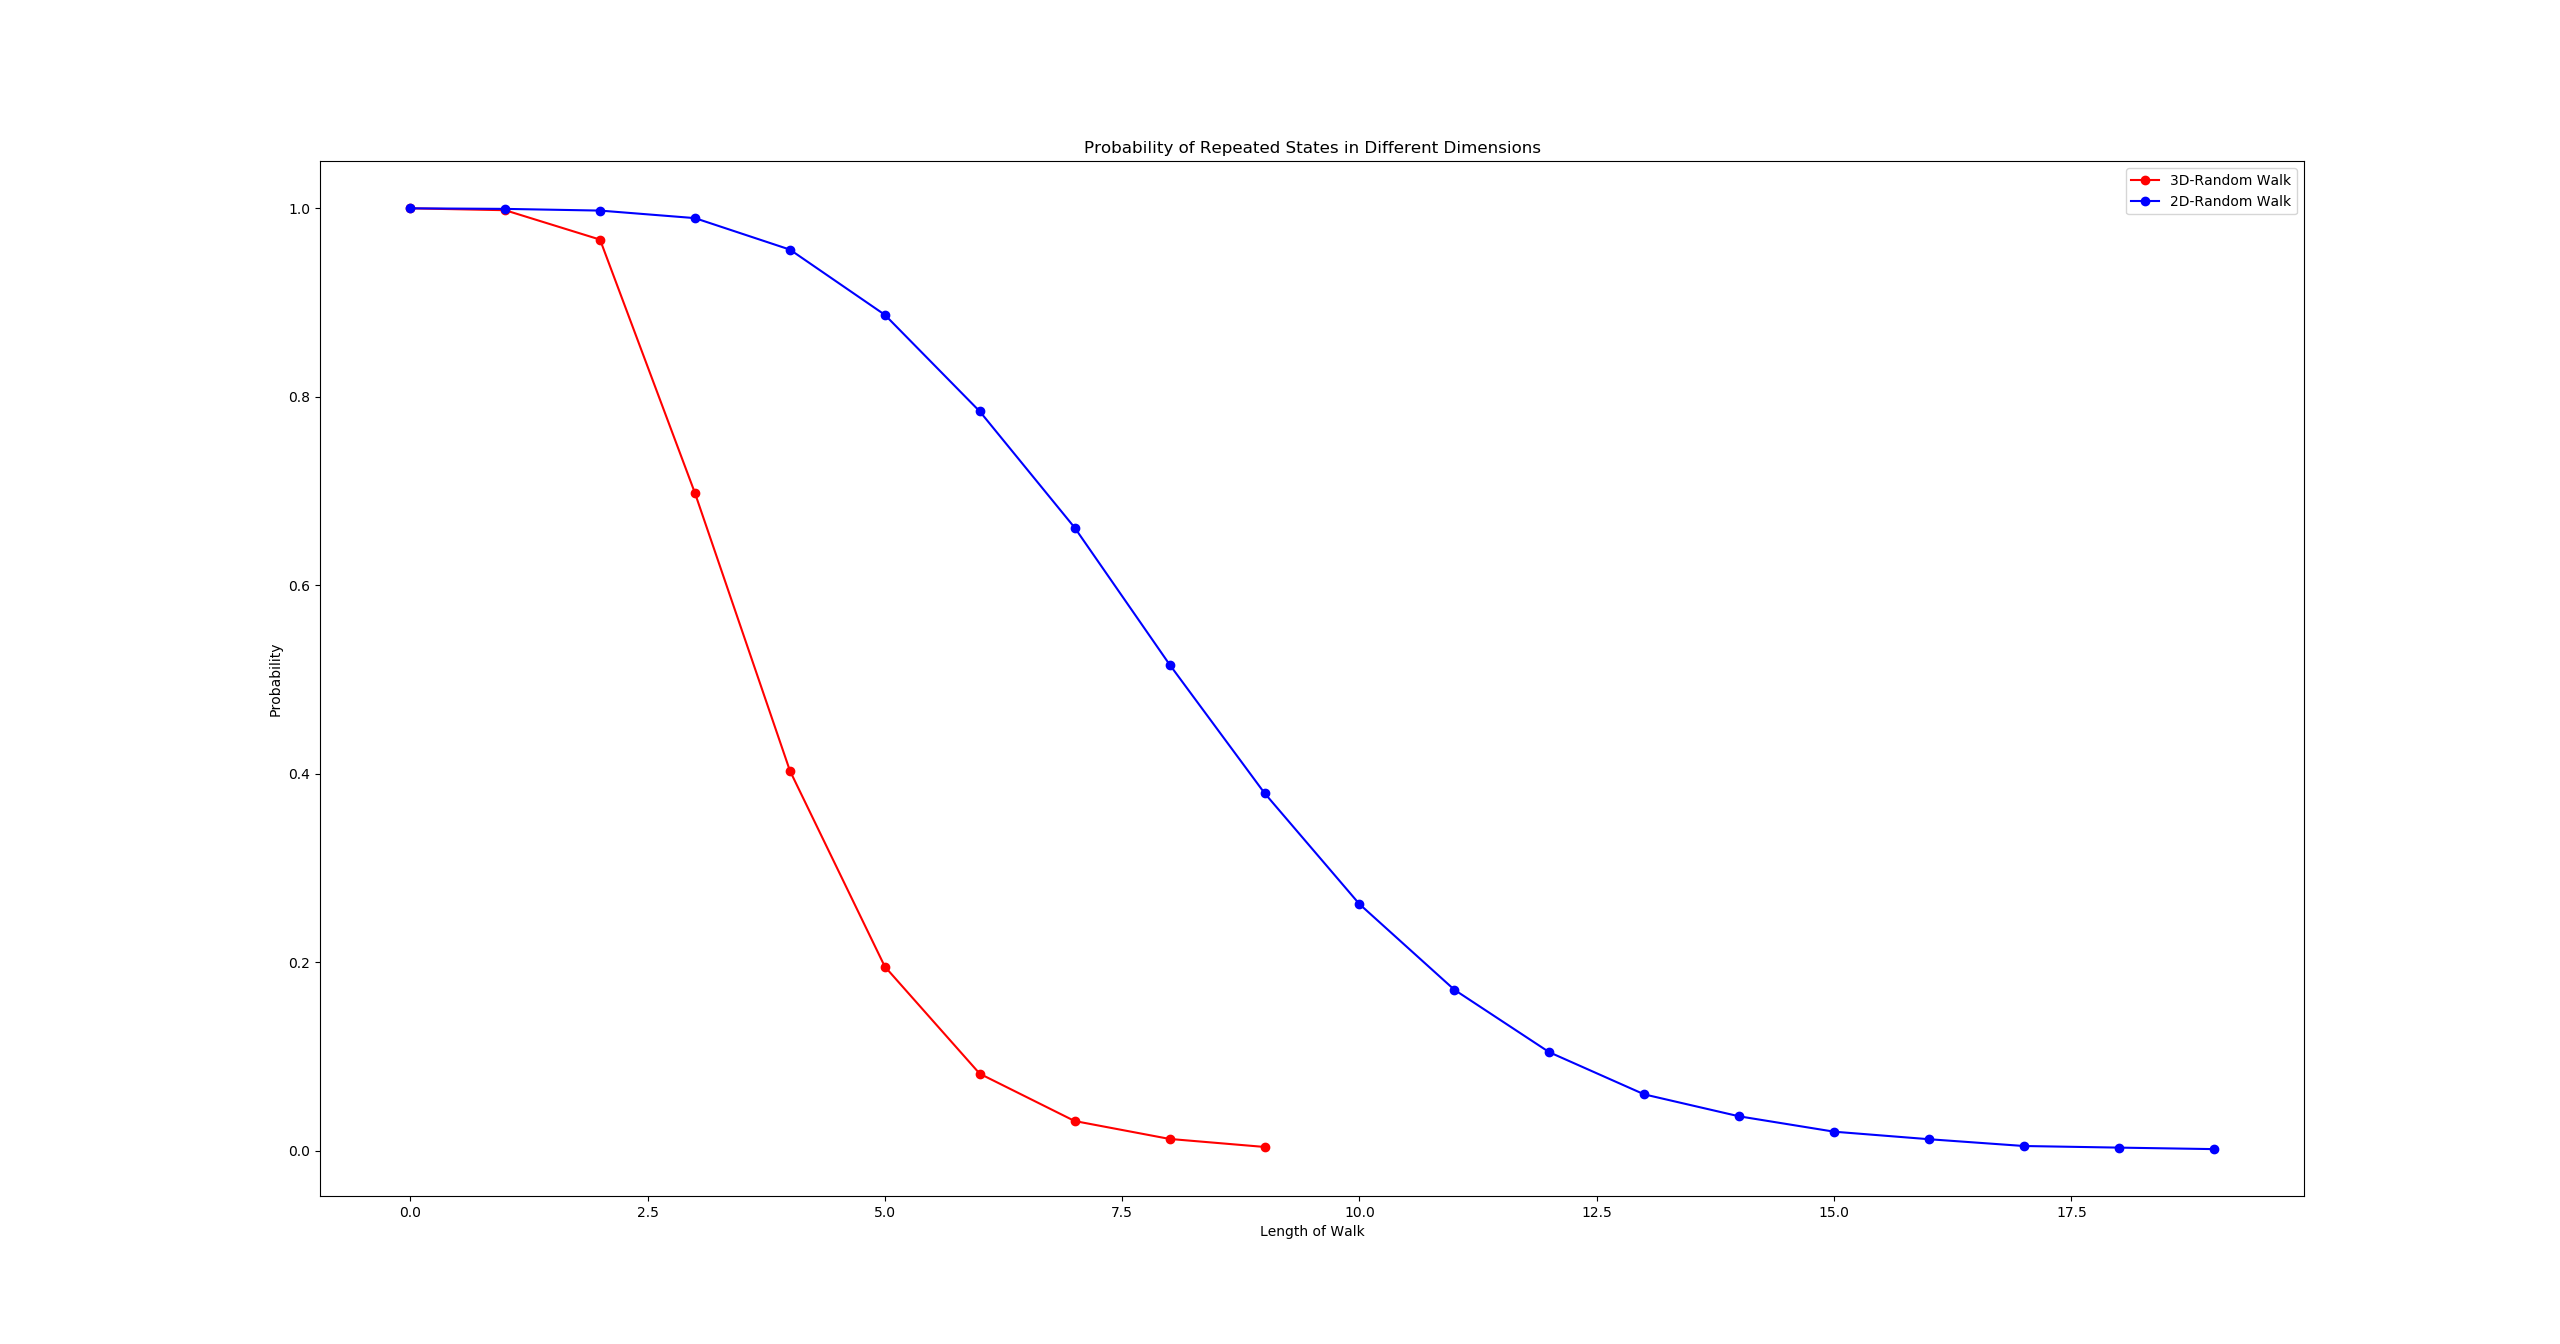 Probability of Repeated States in Different Dimensions
3D-Random Walk
2D-Random Walk
Probability
1.0
0.8
0.6
0.4
0.2
0.0
0.0 2.5 5.0 7.5 10.0 12.5 15.0 17.5
Length of Walk